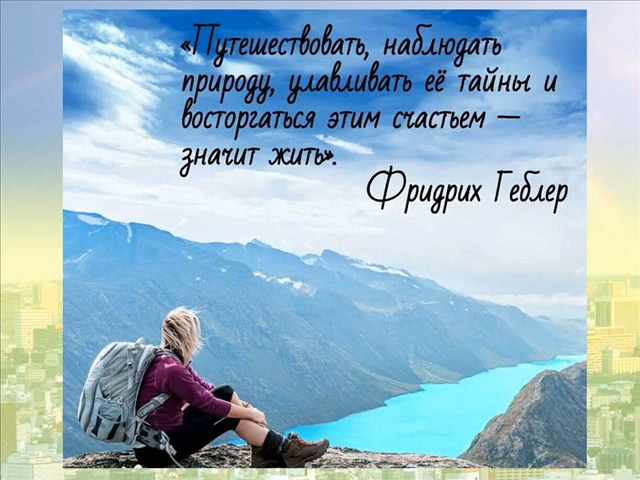 «Путешествовать, наблюдать
природу, улавливать её тайны и
восторгаться этим счастьем —
значит жить».
Фридрих Геблер